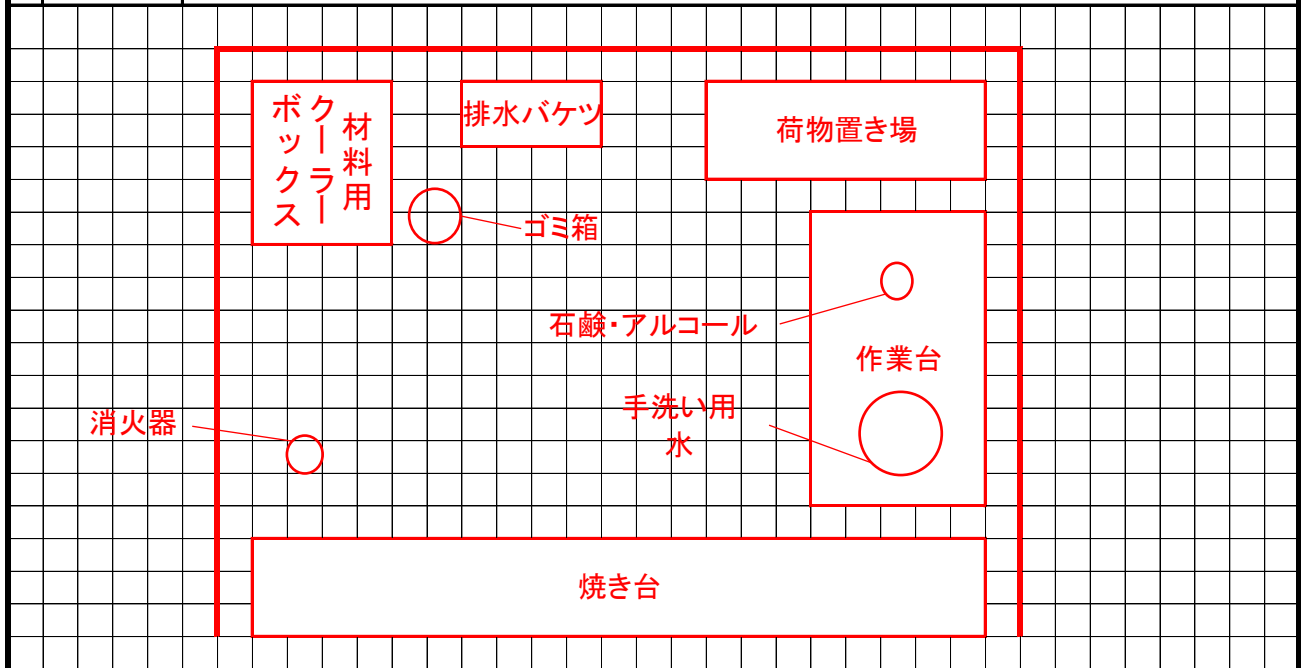 材料用
クーラー
ボックス
排水バケツ
荷物置き場
ゴミ箱
石鹸・アルコール
作業台
手洗い用
水
消火器
焼き台